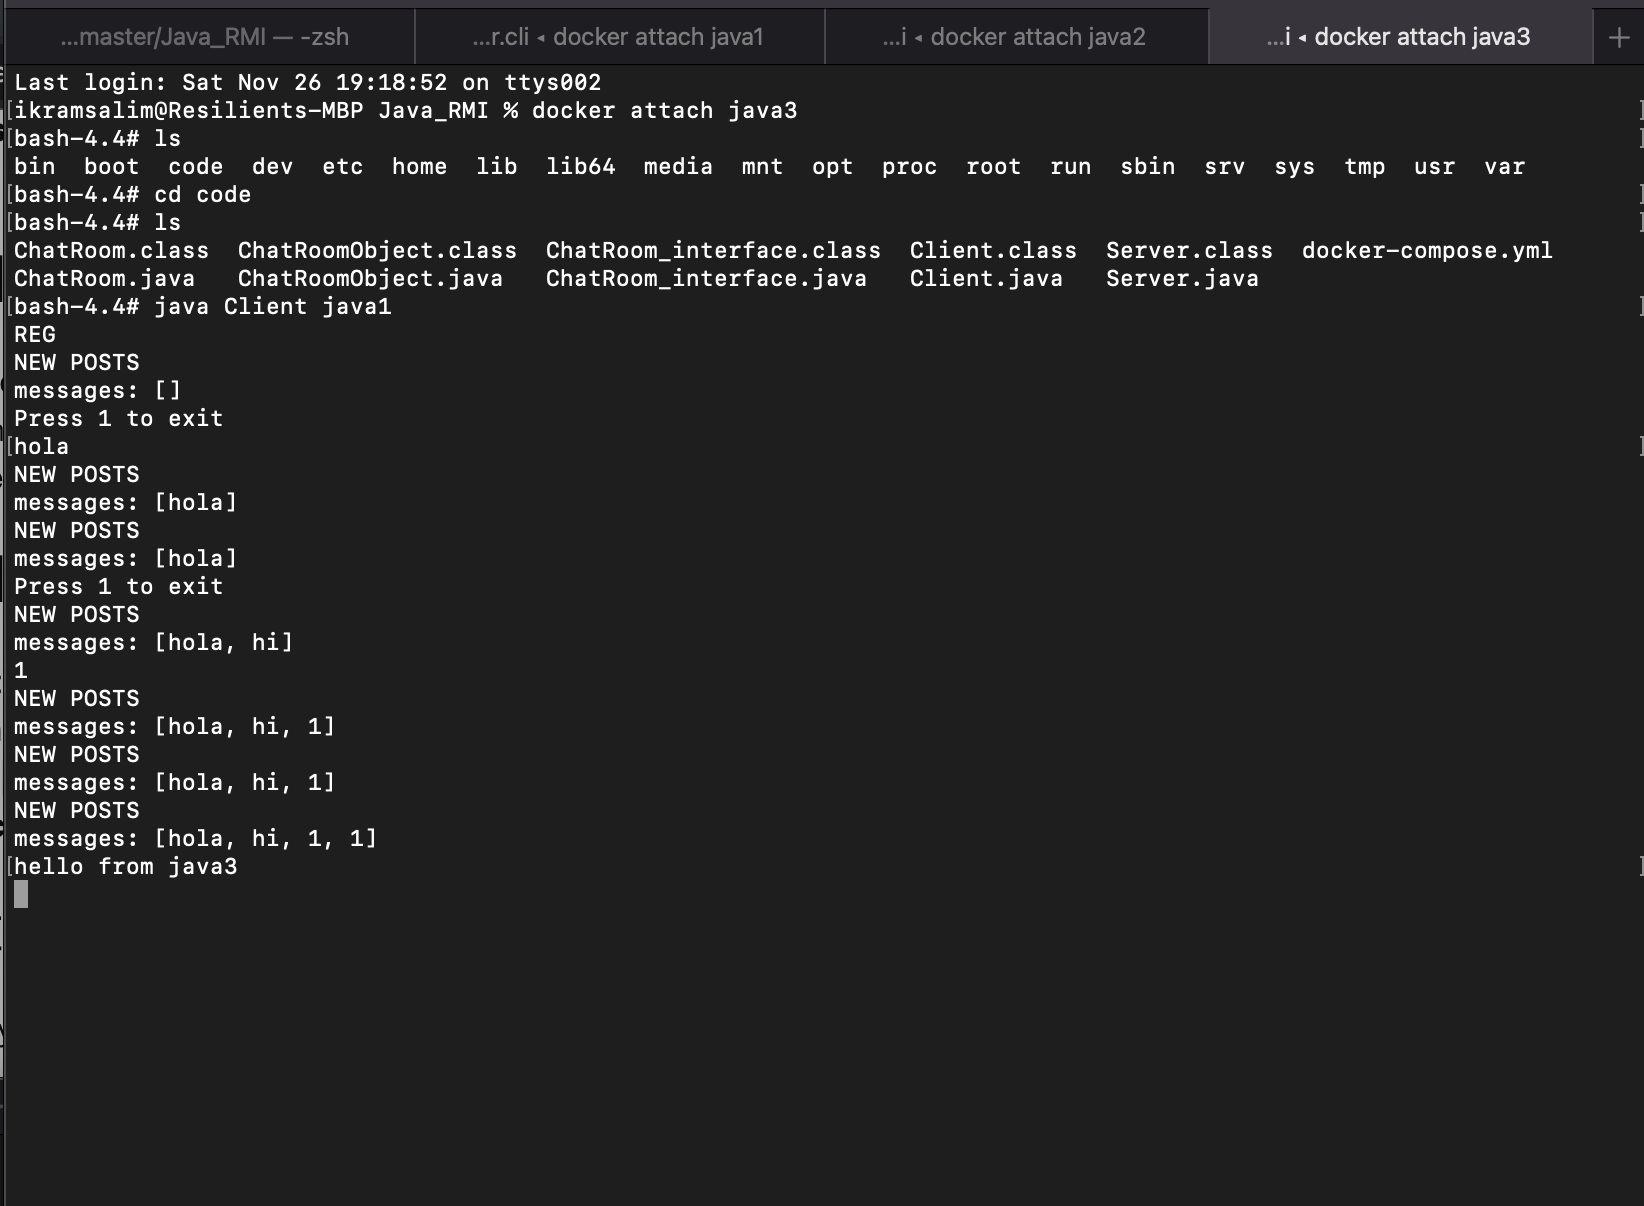 ...master/Java_RMI — -zsh
...r.cli ◂ docker attach java1
...i ◂ docker attach java2
...i ◂ docker attach java3
Last login: Sat Nov 26 19:18:52 on ttys002
[ikramsalim@Resilients-MBP Java_RMI % docker attach java3 ]
[bash-4.4# ls ]
bin boot code dev etc home lib lib64 media mnt opt proc root run sbin srv sys tmp usr var
[bash-4.4# cd code ]
[bash-4.4# ls ]
ChatRoom.class ChatRoomObject.class ChatRoom_interface.class Client.class Server.class docker-compose.yml
ChatRoom.java ChatRoomObject.java ChatRoom_interface.java Client.java Server.java
[bash-4.4# java Client java1 ]
REG
NEW POSTS
messages: []
Press 1 to exit
[hola ]
NEW POSTS
messages: [hola]
NEW POSTS
messages: [hola]
Press 1 to exit
NEW POSTS
messages: [hola, hi]
1
NEW POSTS
messages: [hola, hi, 1]
NEW POSTS
messages: [hola, hi, 1]
NEW POSTS
messages: [hola, hi, 1, 1]
[hello from java3 ]